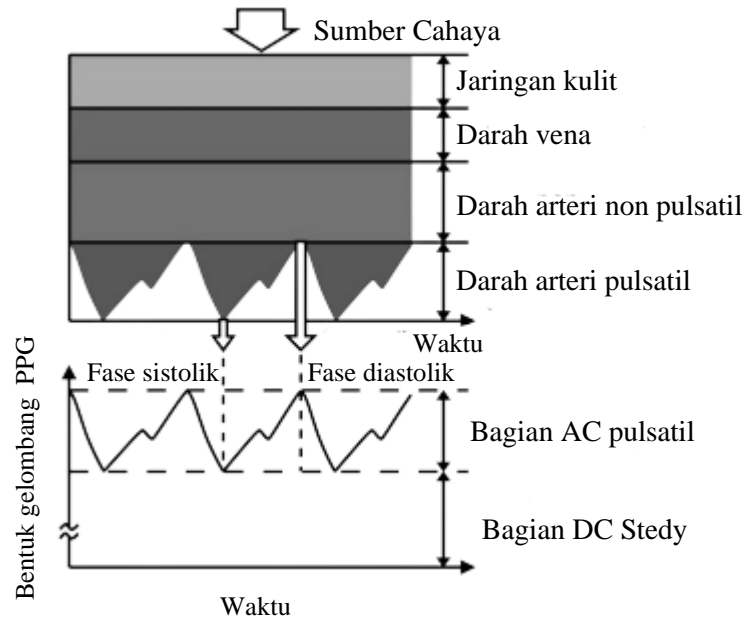 Sumber Cahaya
Jaringan kulit
Darah vena
Darah arteri non pulsatil
Darah arteri pulsatil
Waktu
Bentuk gelombang PPG
Fase sistolik
Fase diastolik
Bagian AC pulsatil
Bagian DC Stedy
Waktu